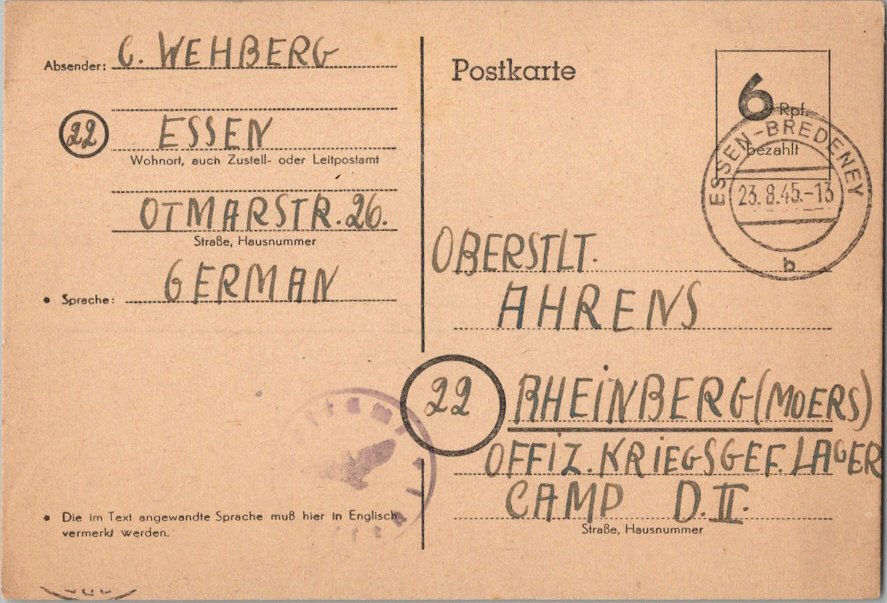 Absender: C. WEHBERG
22 ESSEN
Wohnort, auch Zustell- oder Leitpostamt
OTMARSTR. 26.
Straße, Hausnummer
• Sprache: GERMAN
• Die im Text angewandte Sprache muß hier in Englisch
vermerkt werden.
Postkarte
6 Rpf.
bezahlt
ESSEN-BREDENEY
23.8.45.-13
b
OBERSTLT.
AHRENS
22 RHEINBERG (MOERS)
OFFIZ. KRIEGSGEF. LAGER
CAMP D. II.
Straße, Hausnummer